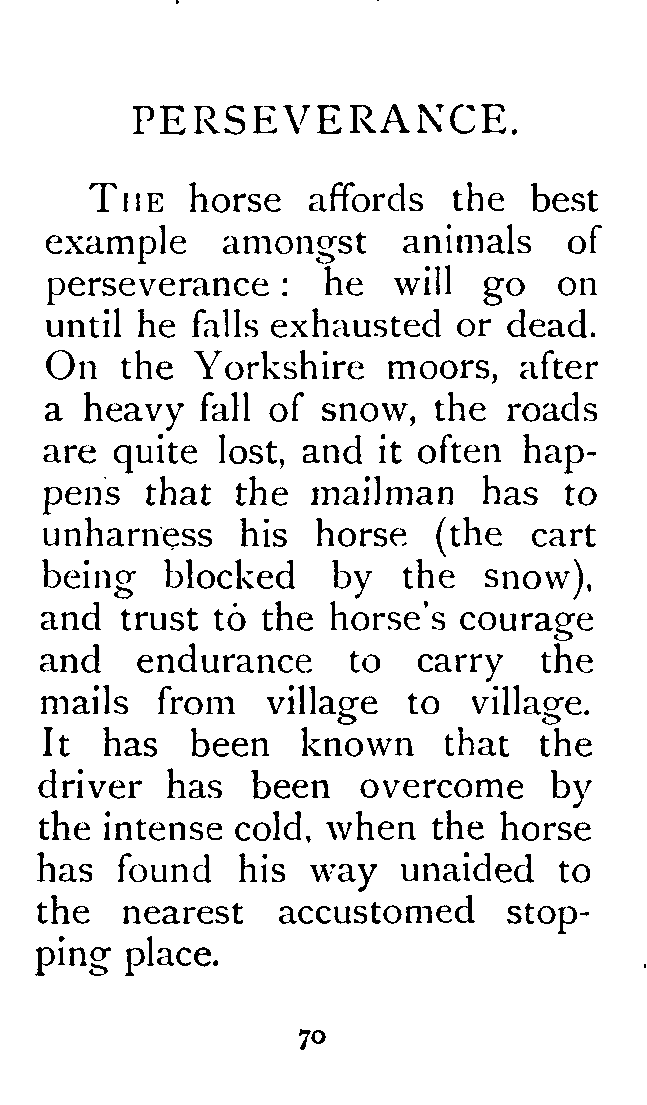 PERSEVERANCE.
THE horse affords the best
example amongst animals of
perseverance : he will go on
until he falls exhausted or dead.
On the Yorkshire moors, after
a heavy fall of snow, the roads
are quite lost, and it often hap-
pens that the mailman has to
unharness his horse (the cart
being blocked by the snow),
and trust to the horse's courage
and endurance to carry the
mails from village to village.
It has been known that the
driver has been overcome by
the intense cold, when the horse
has found his way unaided to
the nearest accustomed stop-
ping place.
70